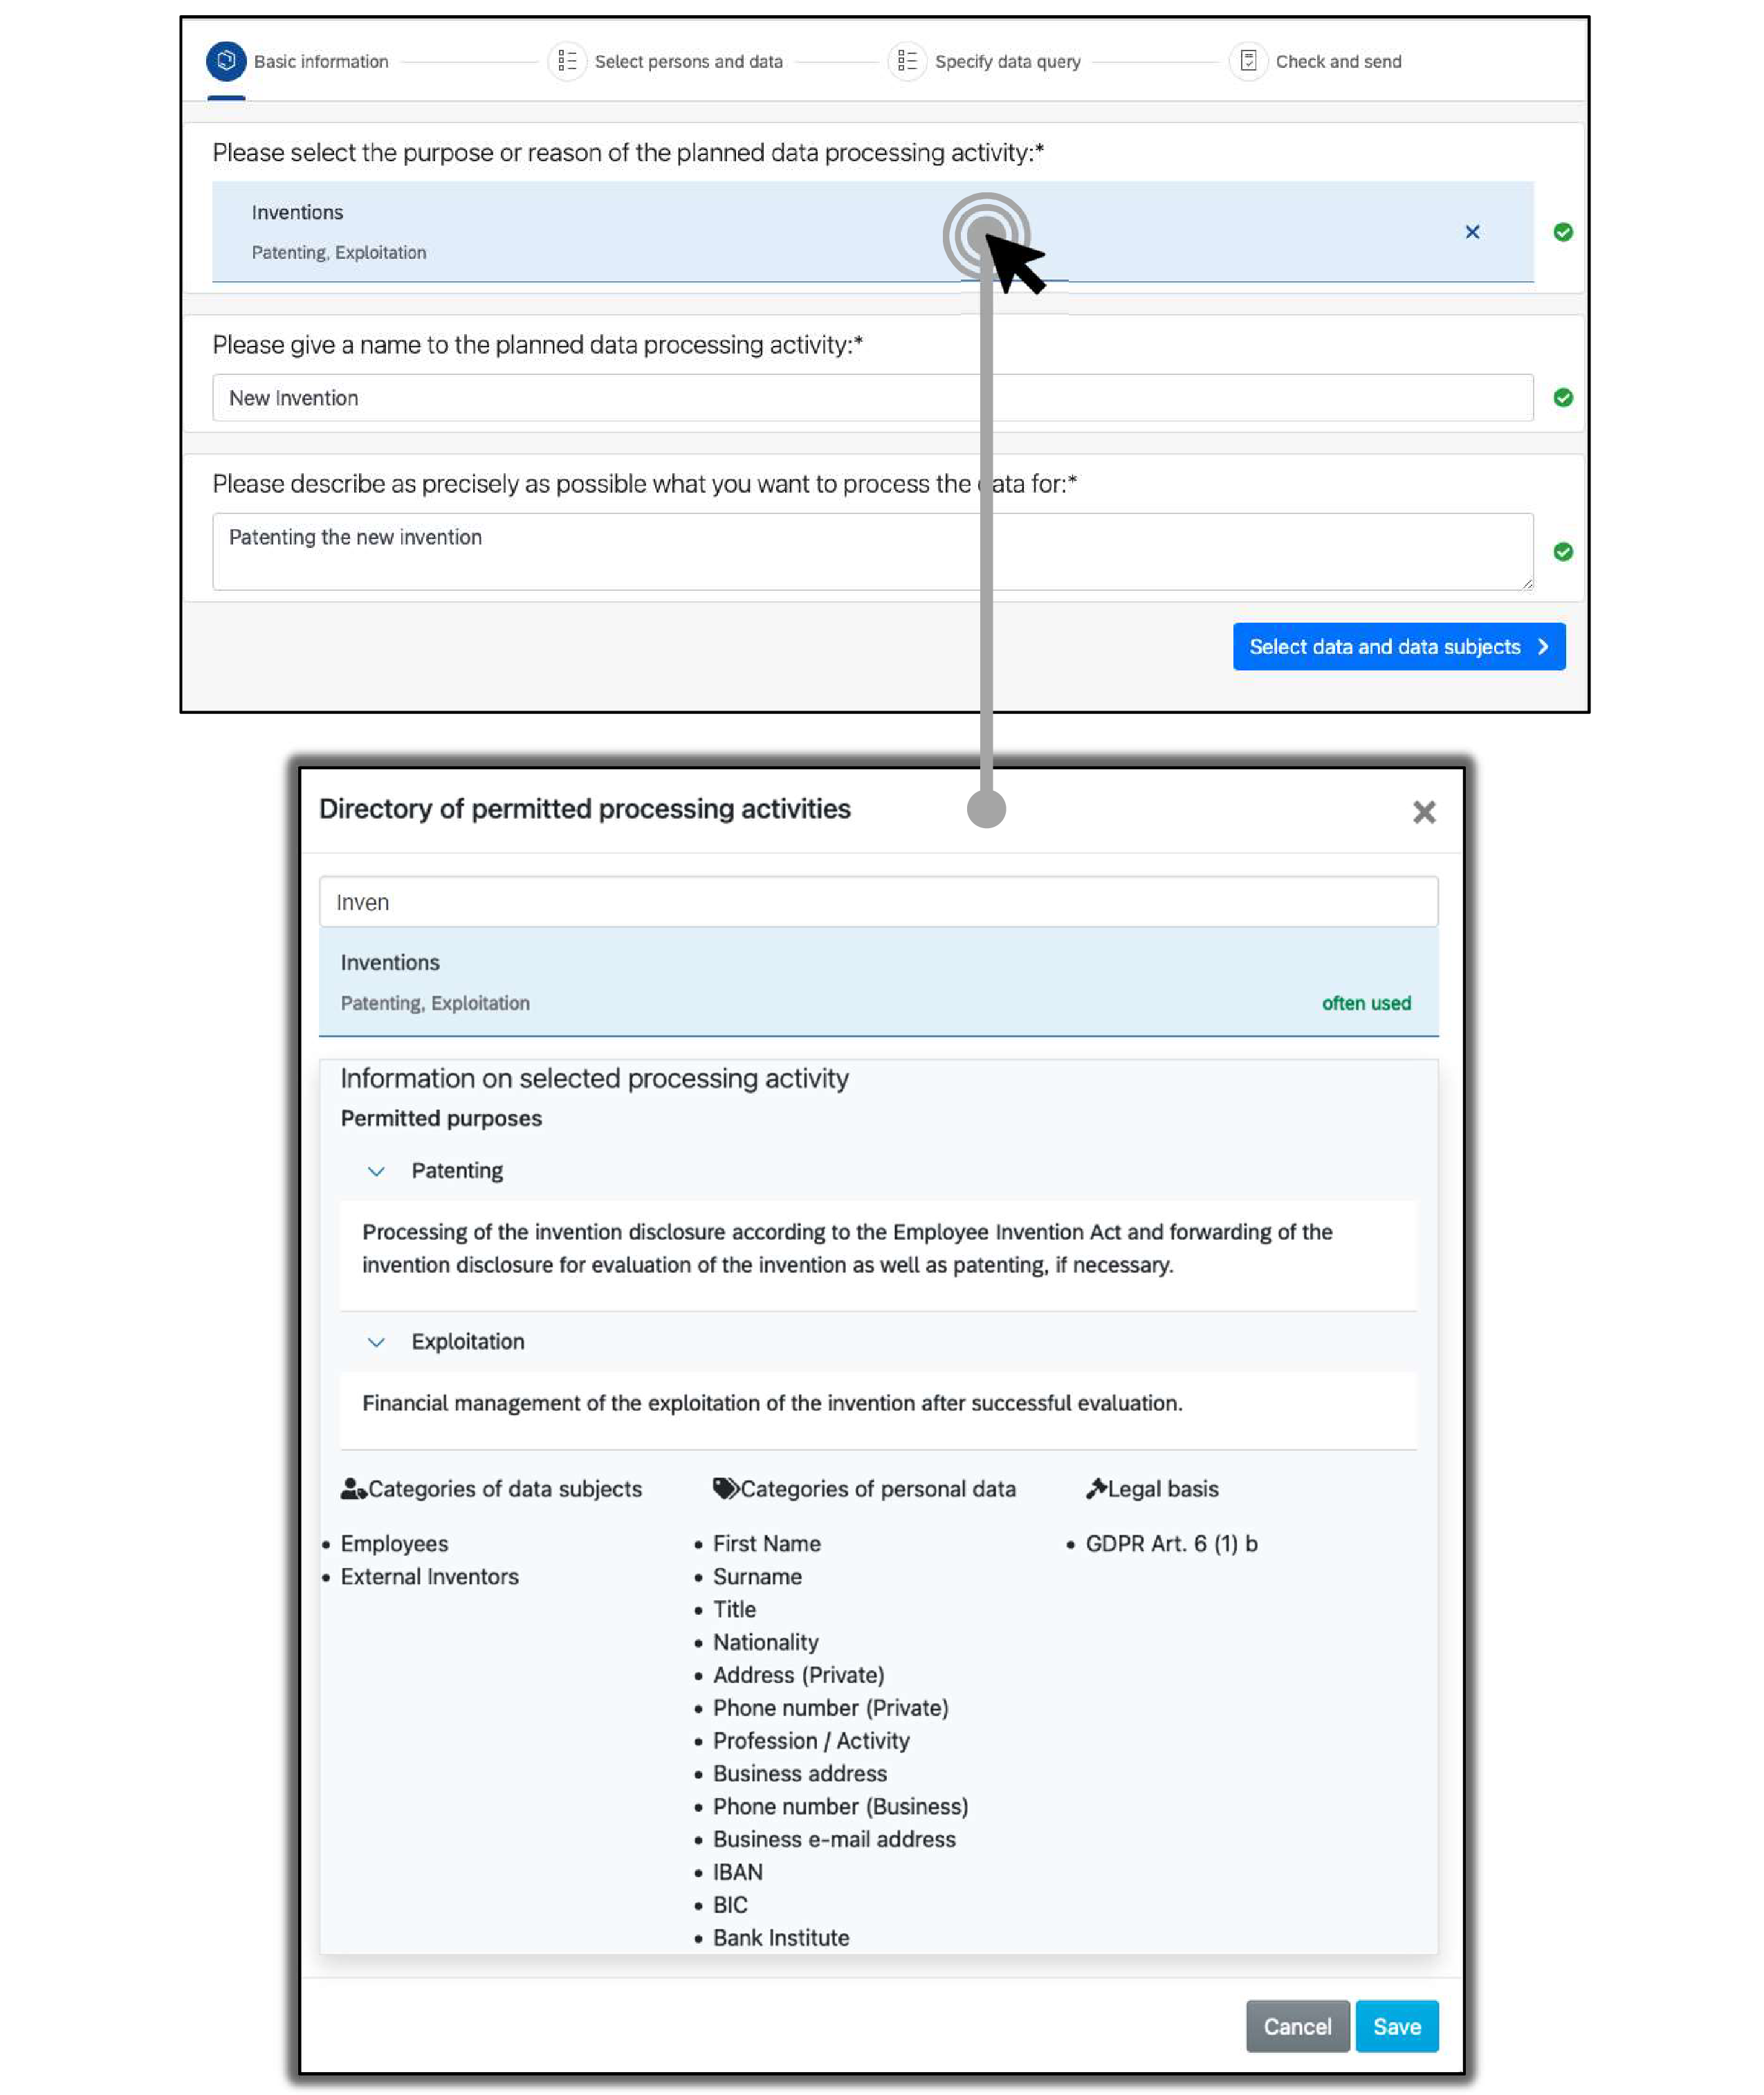 Basic information
Select persons and data
Specify data query
Check and send
Please select the purpose or reason of the planned data processing activity:*
Inventions
Patenting, Exploitation
Please give a name to the planned data processing activity:*
New Invention
Please describe as precisely as possible what you want to process the data for:*
Patenting the new invention
Select data and data subjects
Directory of permitted processing activities
Inven
Inventions
Patenting, Exploitation
often used
Information on selected processing activity
Permitted purposes
Patenting
Processing of the invention disclosure according to the Employee Invention Act and forwarding of the
invention disclosure for evaluation of the invention as well as patenting, if necessary.
Exploitation
Financial management of the exploitation of the invention after successful evaluation.
Categories of data subjects
• Employees
• External Inventors
Categories of personal data
• First Name
• Surname
• Title
• Nationality
• Address (Private)
• Phone number (Private)
• Profession / Activity
• Business address
• Phone number (Business)
• Business e-mail address
• IBAN
• BIC
• Bank Institute
Legal basis
• GDPR Art. 6 (1) b
Cancel
Save